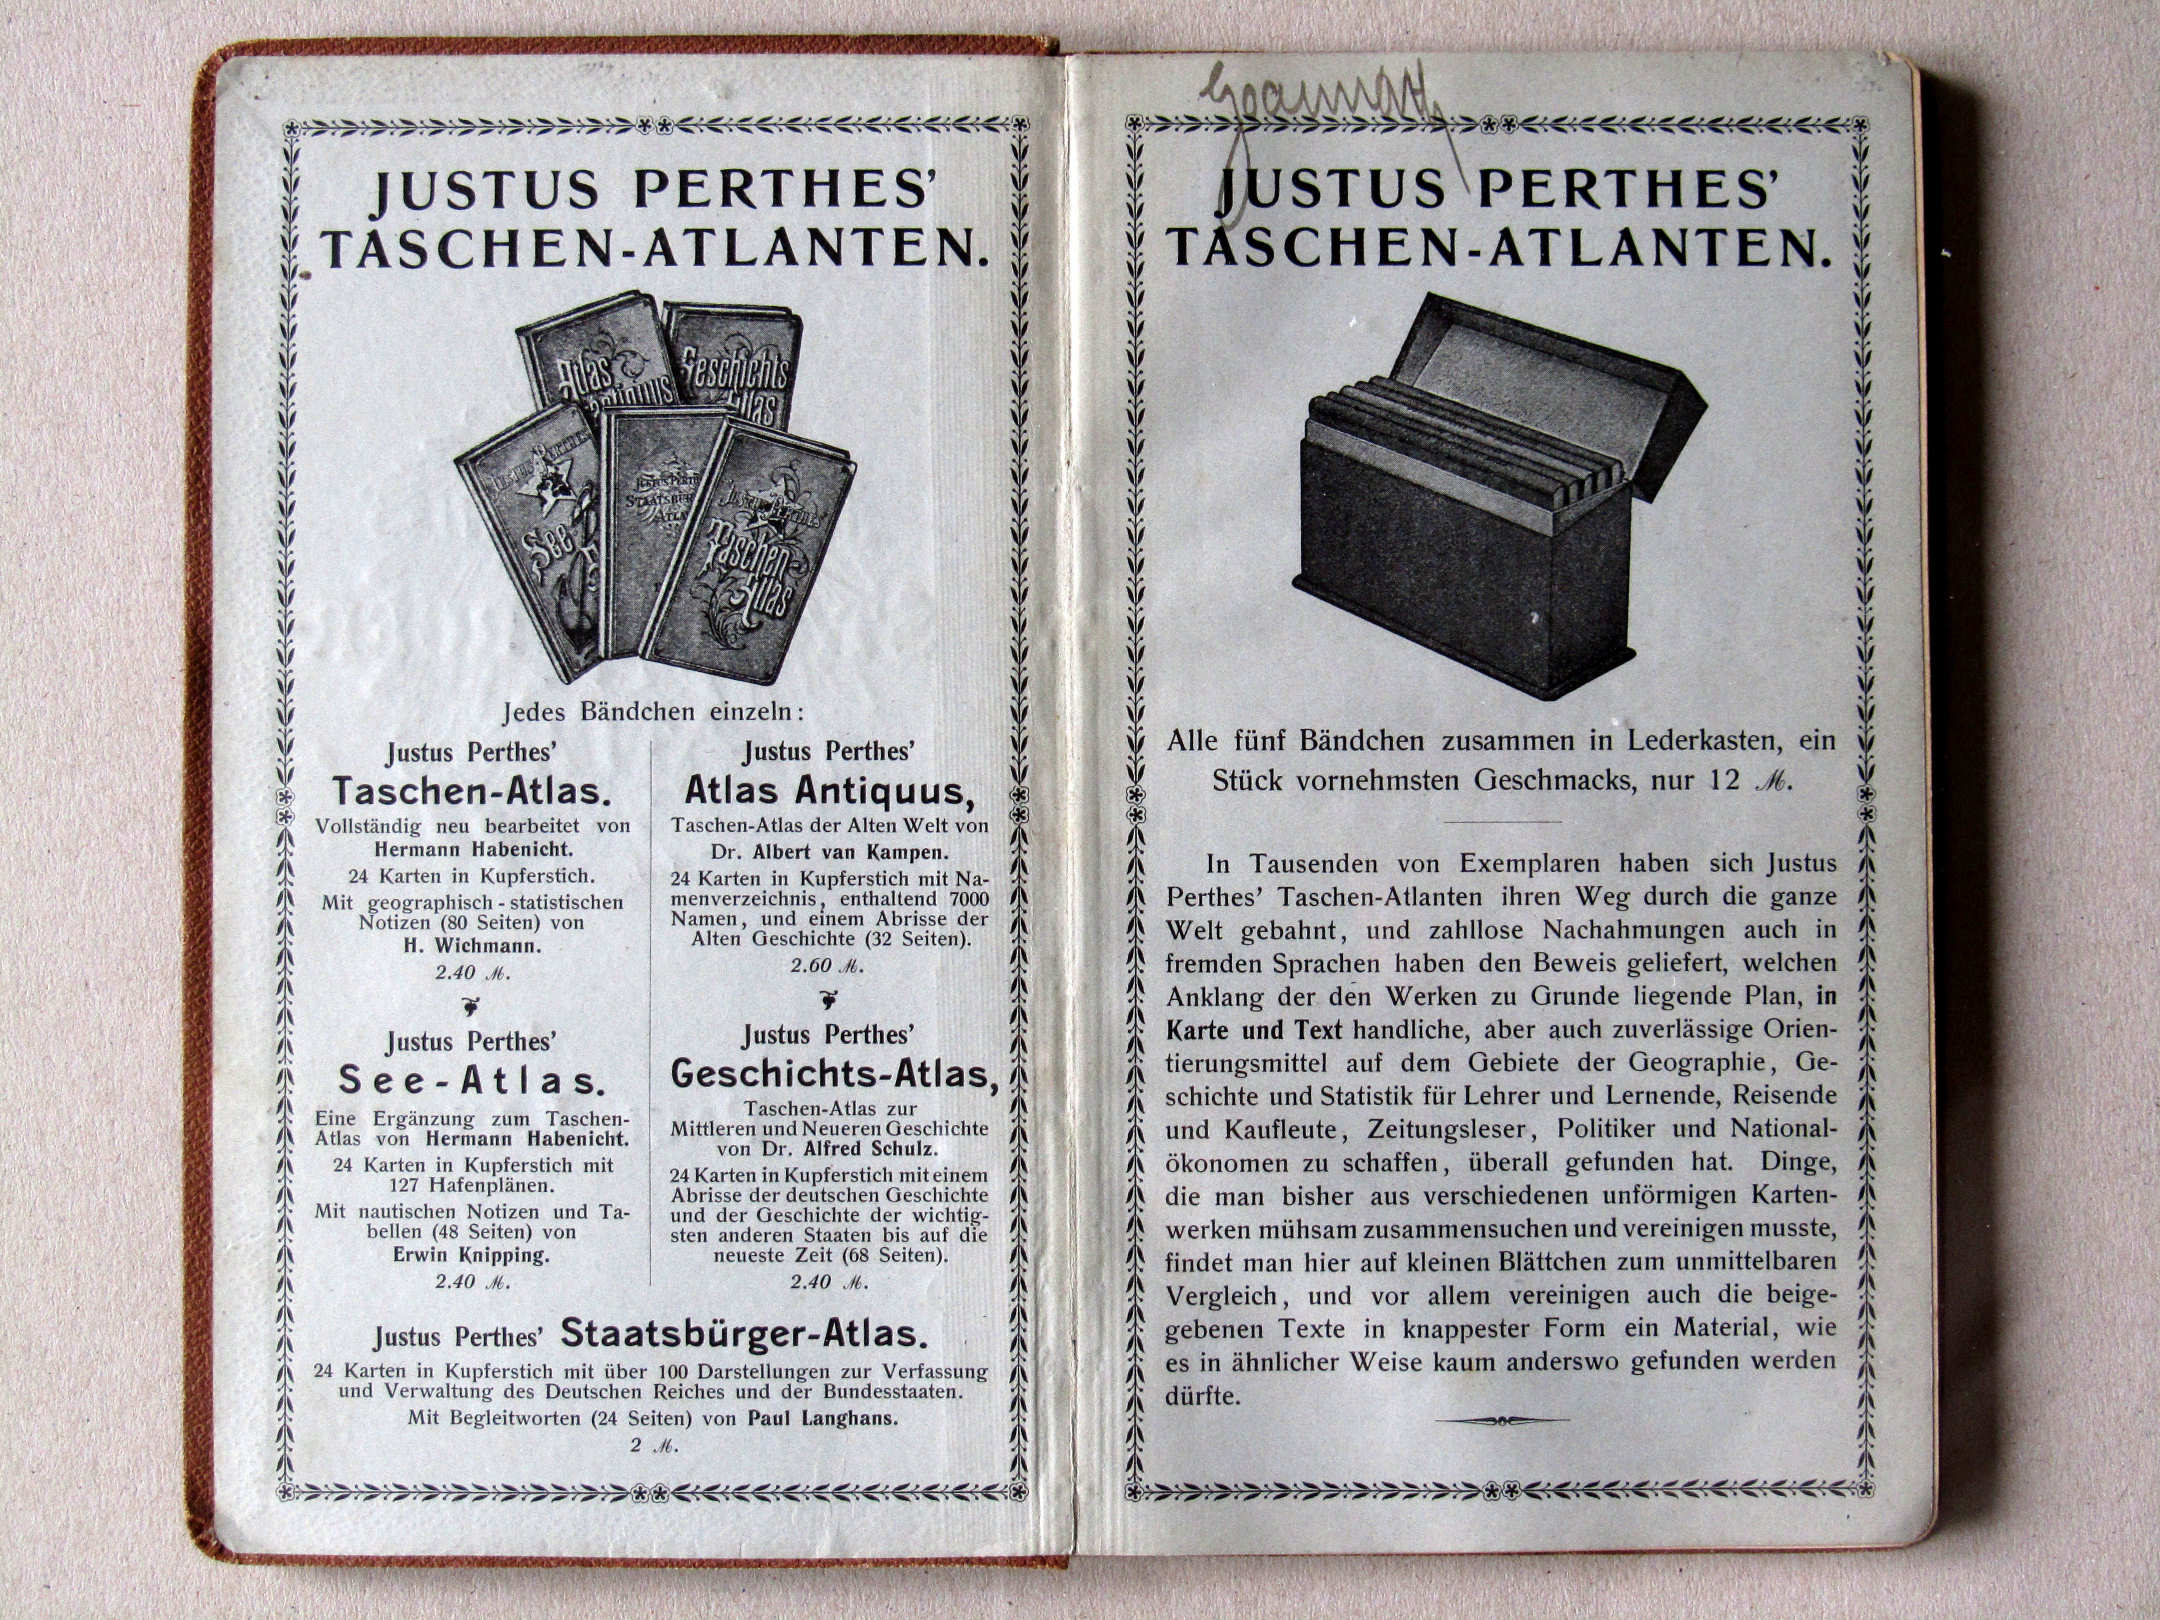 JUSTUS PERTHES'
TASCHEN-ATLANTEN.
Atlas
antiquus
Geschichts
Atlas
JUSTUS PERTHES
See
JUSTUS PERTH
STAATSBÜR
ATLA
JUSTUS PERTHES
Taschen-
Atlas
Jedes Bändchen einzeln:
Justus Perthes'
Taschen-Atlas.
Vollständig neu bearbeitet von
Hermann Habenicht.
24 Karten in Kupferstich.
Mit geographisch-statistischen
Notizen (80 Seiten) von
H. Wichmann.
2.40 ℳ.
Justus Perthes'
See-Atlas.
Eine Ergänzung zum Taschen-
Atlas von Hermann Habenicht.
24 Karten in Kupferstich mit
127 Hafenplänen.
Mit nautischen Notizen und Ta-
bellen (48 Seiten) von
Erwin Knipping.
2.40 ℳ.
Justus Perthes'
Atlas Antiquus,
Taschen-Atlas der Alten Welt von
Dr. Albert van Kampen.
24 Karten in Kupferstich mit Na-
menverzeichnis, enthaltend 7000
Namen, und einem Abrisse der
Alten Geschichte (32 Seiten).
2.60 ℳ.
Justus Perthes'
Geschichts-Atlas,
Taschen-Atlas zur
Mittleren und Neueren Geschichte
von Dr. Alfred Schulz.
24 Karten in Kupferstich mit einem
Abrisse der deutschen Geschichte
und der Geschichte der wichtig-
sten anderen Staaten bis auf die
neueste Zeit (68 Seiten).
2.40 ℳ.
Justus Perthes' Staatsbürger-Atlas.
24 Karten in Kupferstich mit über 100 Darstellungen zur Verfassung
und Verwaltung des Deutschen Reiches und der Bundesstaaten.
Mit Begleitworten (24 Seiten) von Paul Langhans.
2 ℳ.
JUSTUS PERTHES'
TASCHEN-ATLANTEN.
Alle fünf Bändchen zusammen in Lederkasten, ein
Stück vornehmsten Geschmacks, nur 12 ℳ.
In Tausenden von Exemplaren haben sich Justus
Perthes' Taschen-Atlanten ihren Weg durch die ganze
Welt gebahnt, und zahllose Nachahmungen auch in
fremden Sprachen haben den Beweis geliefert, welchen
Anklang der den Werken zu Grunde liegende Plan, in
Karte und Text handliche, aber auch zuverlässige Orien-
tierungsmittel auf dem Gebiete der Geographie, Ge-
schichte und Statistik für Lehrer und Lernende, Reisende
und Kaufleute, Zeitungsleser, Politiker und National-
ökonomen zu schaffen, überall gefunden hat. Dinge,
die man bisher aus verschiedenen unförmigen Karten-
werken mühsam zusammensuchen und vereinigen musste,
findet man hier auf kleinen Blättchen zum unmittelbaren
Vergleich, und vor allem vereinigen auch die beige-
gebenen Texte in knappester Form ein Material, wie
es in ähnlicher Weise kaum anderswo gefunden werden
dürfte.